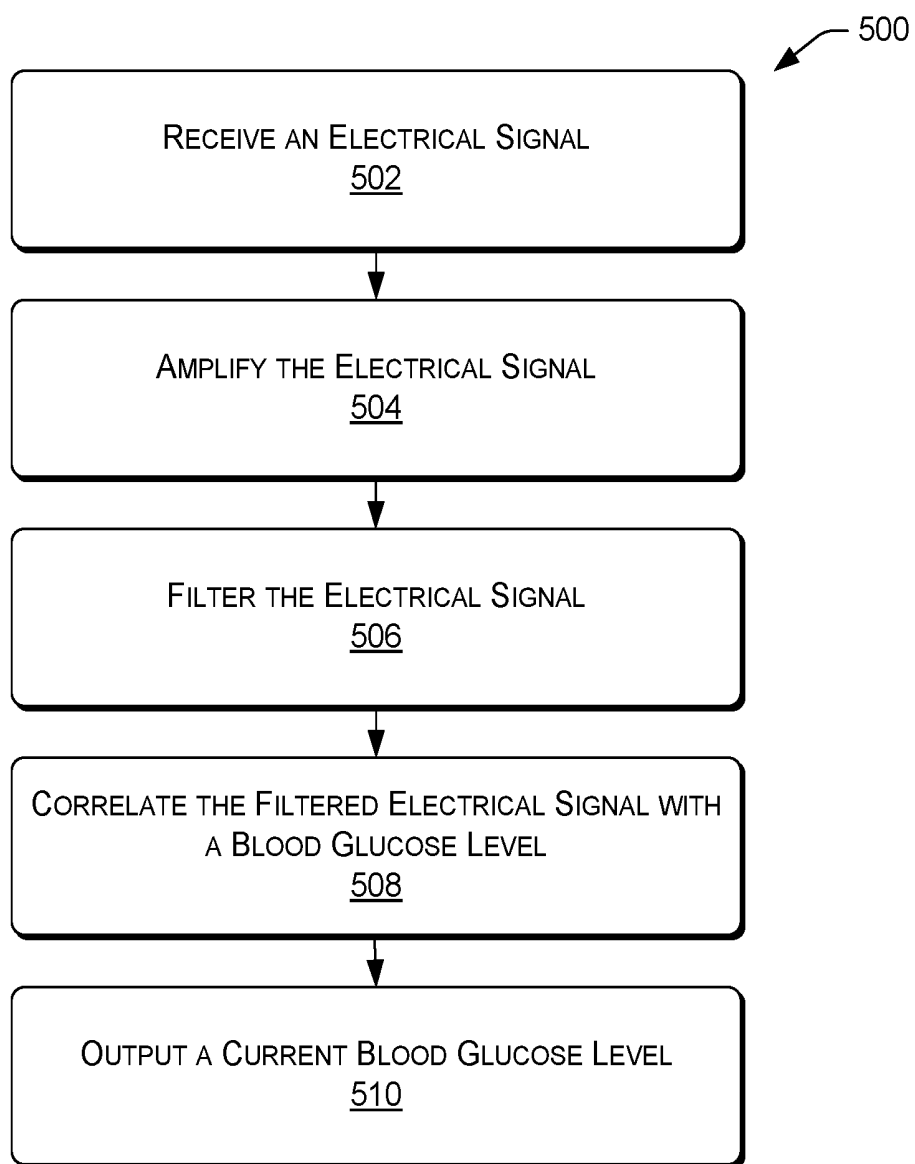 500
RECEIVE AN ELECTRICAL SIGNAL
502
AMPLIFY THE ELECTRICAL SIGNAL
504
FILTER THE ELECTRICAL SIGNAL
506
CORRELATE THE FILTERED ELECTRICAL SIGNAL WITH
A BLOOD GLUCOSE LEVEL
508
OUTPUT A CURRENT BLOOD GLUCOSE LEVEL
510